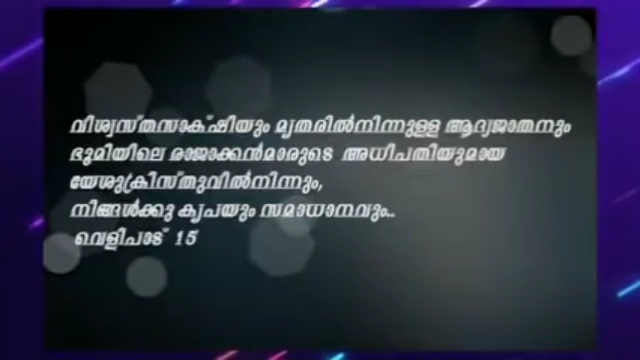 വിശ്വസ്തസാക്ഷിയും മൃതരിൽനിന്നുള്ള ആദ്യജാതനും
ഭൂമിയിലെ രാജാക്കൻമാരുടെ അധിപതിയുമായ
യേശുക്രിസ്തുവിൽനിന്നും,
നിങ്ങൾക്കു കൃപയും സമാധാനവും..
വെളിപാട് 15